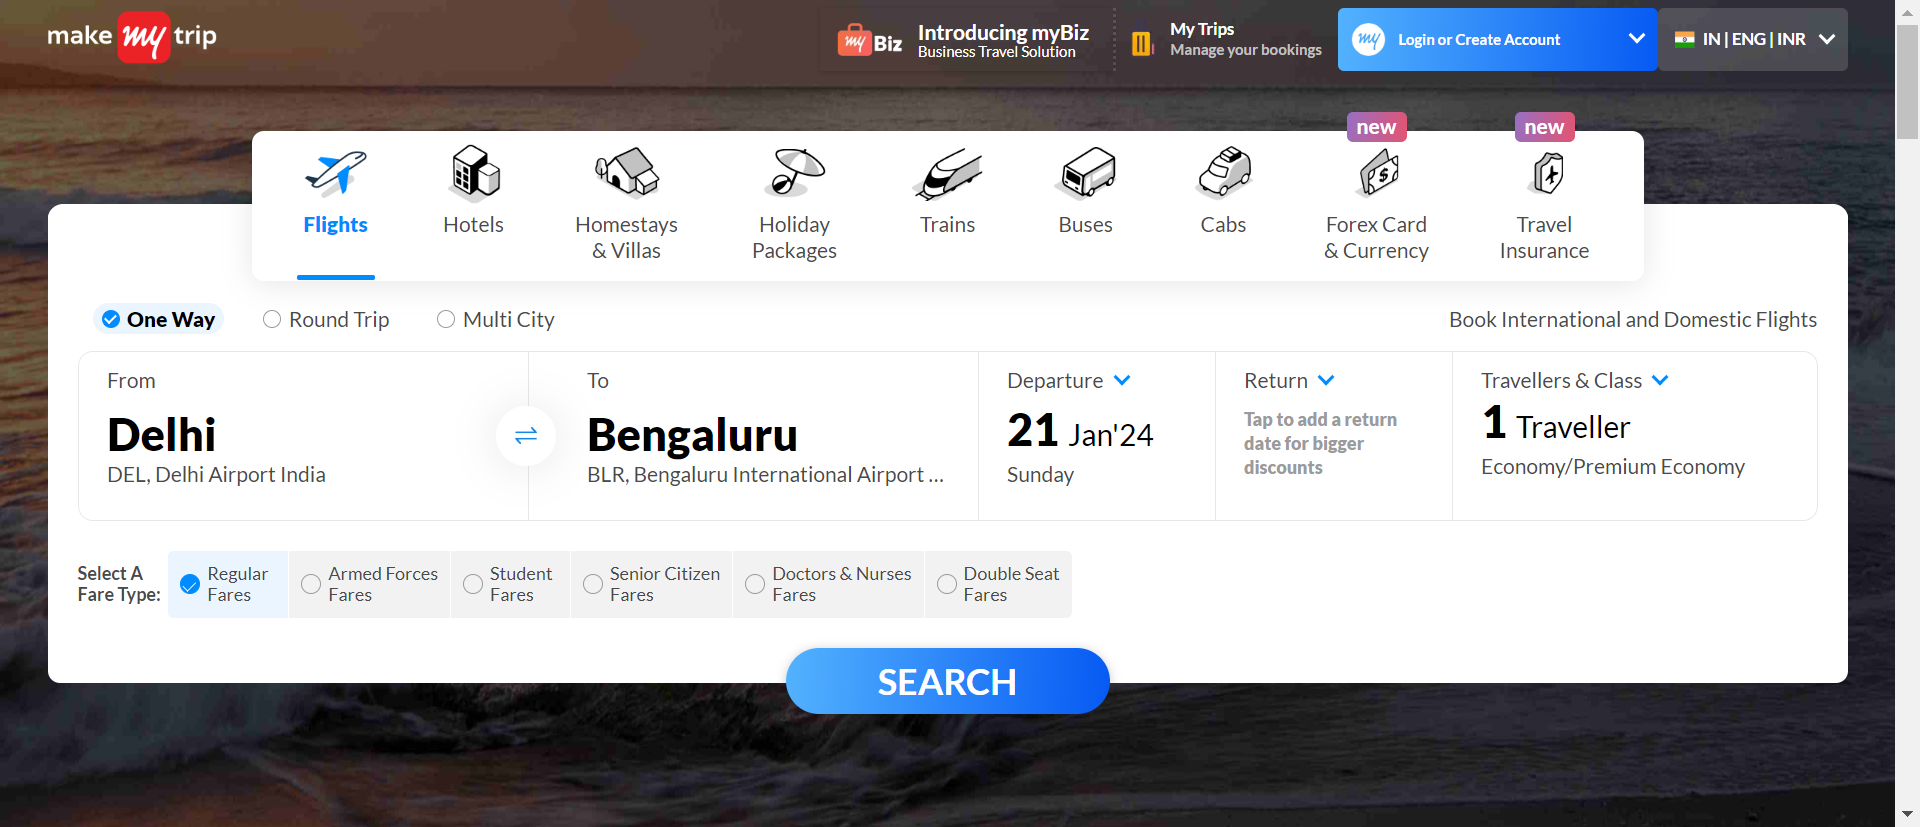 make my trip
my Biz
Introducing myBiz
Business Travel Solution
My Trips
Manage your bookings
my
Login or Create Account
IN | ENG | INR
new
new
Flights
Hotels
Homestays
& Villas
Holiday
Packages
Trains
Buses
Cabs
Forex Card
& Currency
Travel
Insurance
One Way
Round Trip
Multi City
Book International and Domestic Flights
From
Delhi
DEL, Delhi Airport India
To
Bengaluru
BLR, Bengaluru International Airport ...
Departure
21 Jan'24
Sunday
Return
Tap to add a return
date for bigger
discounts
Travellers & Class
1 Traveller
Economy/Premium Economy
Select A
Fare Type:
Regular
Fares
Armed Forces
Fares
Student
Fares
Senior Citizen
Fares
Doctors & Nurses
Fares
Double Seat
Fares
SEARCH